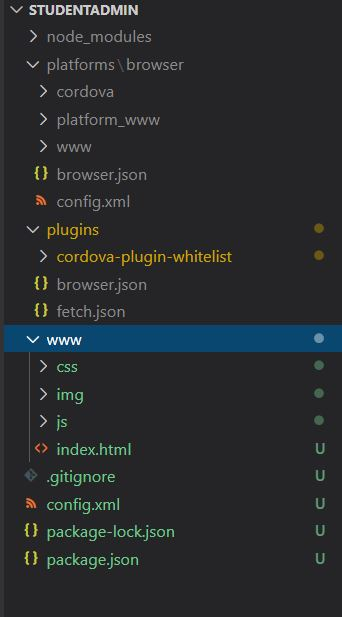 STUDENTADMIN
node_modules
platforms\browser
cordova
platform_www
www
browser.json
config.xml
plugins
cordova-plugin-whitelist
browser.json
fetch.json
www
css
img
js
index.html U
.gitignore U
config.xml U
package-lock.json U
package.json U